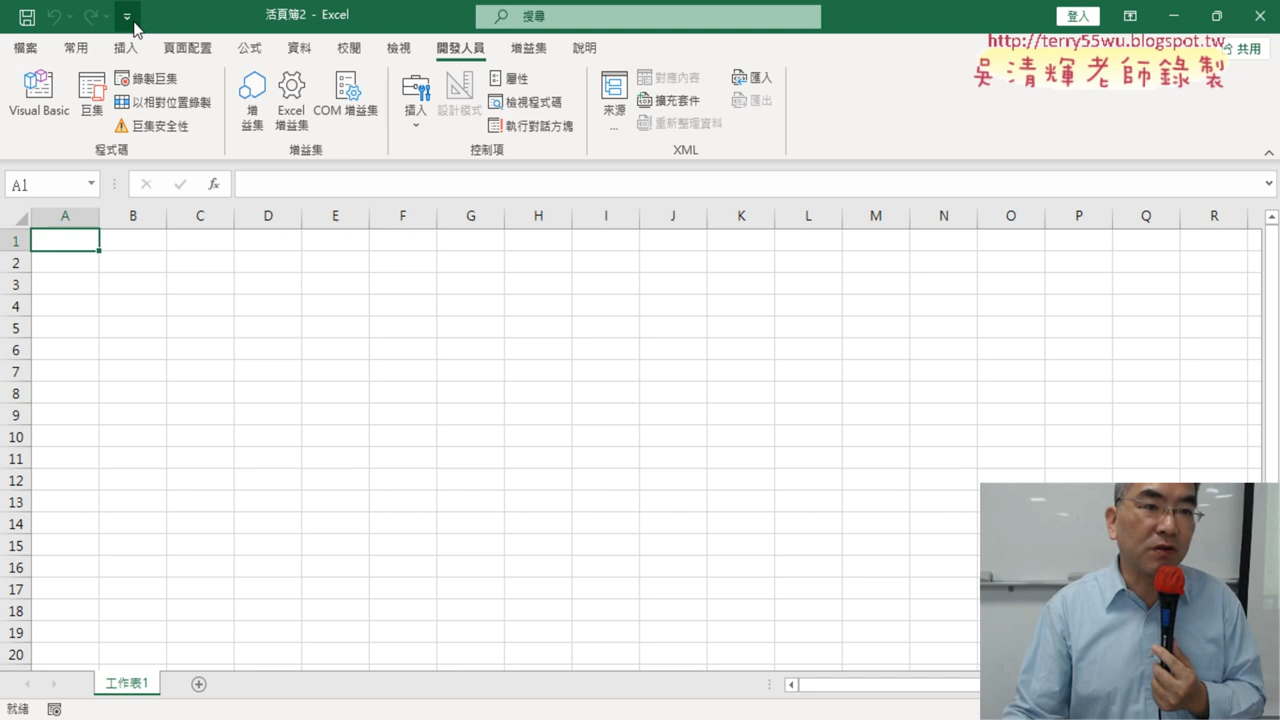 活頁簿2 - Excel
搜尋
登入
檔案 常用 插入 頁面配置 公式 資料 校閱 檢視 開發人員 增益集 說明
共用
http://terry55wu.blogspot.tw
吳清輝老師錄製
Visual Basic
巨集
錄製巨集
以相對位置錄製
巨集安全性
程式碼
增
益集
Excel
增益集
COM 增益集
增益集
插入
設計模式
屬性
檢視程式碼
執行對話方塊
控制項
來源
...
對應內容
擴充套件
重新整理資料
匯入
匯出
XML
A1
fx
A B C D E F G H I J K L M N O P Q R
1
2
3
4
5
6
7
8
9
10
11
12
13
14
15
16
17
18
19
20
工作表1
就緒